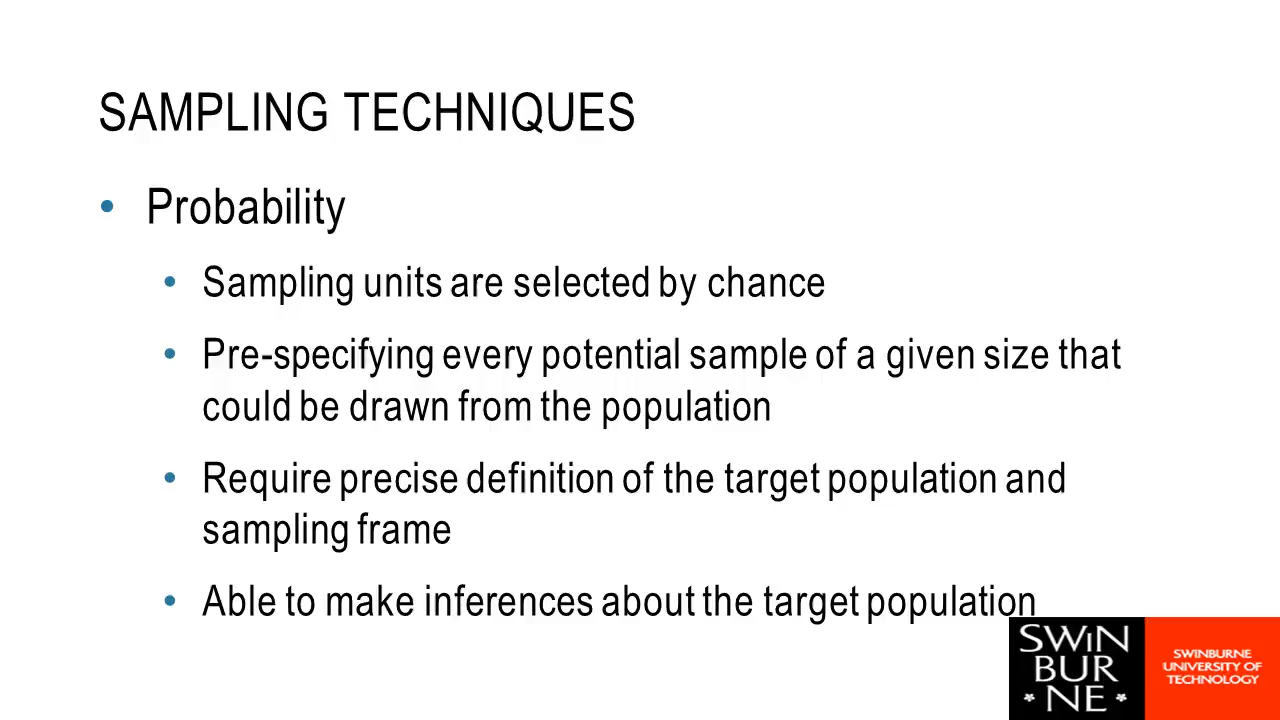 SAMPLING TECHNIQUES
• Probability
• Sampling units are selected by chance
• Pre-specifying every potential sample of a given size that
could be drawn from the population
• Require precise definition of the target population and
sampling frame
• Able to make inferences about the target population
SWiN
BUR
* NE *
SWINBURNE
UNIVERSITY OF
TECHNOLOGY